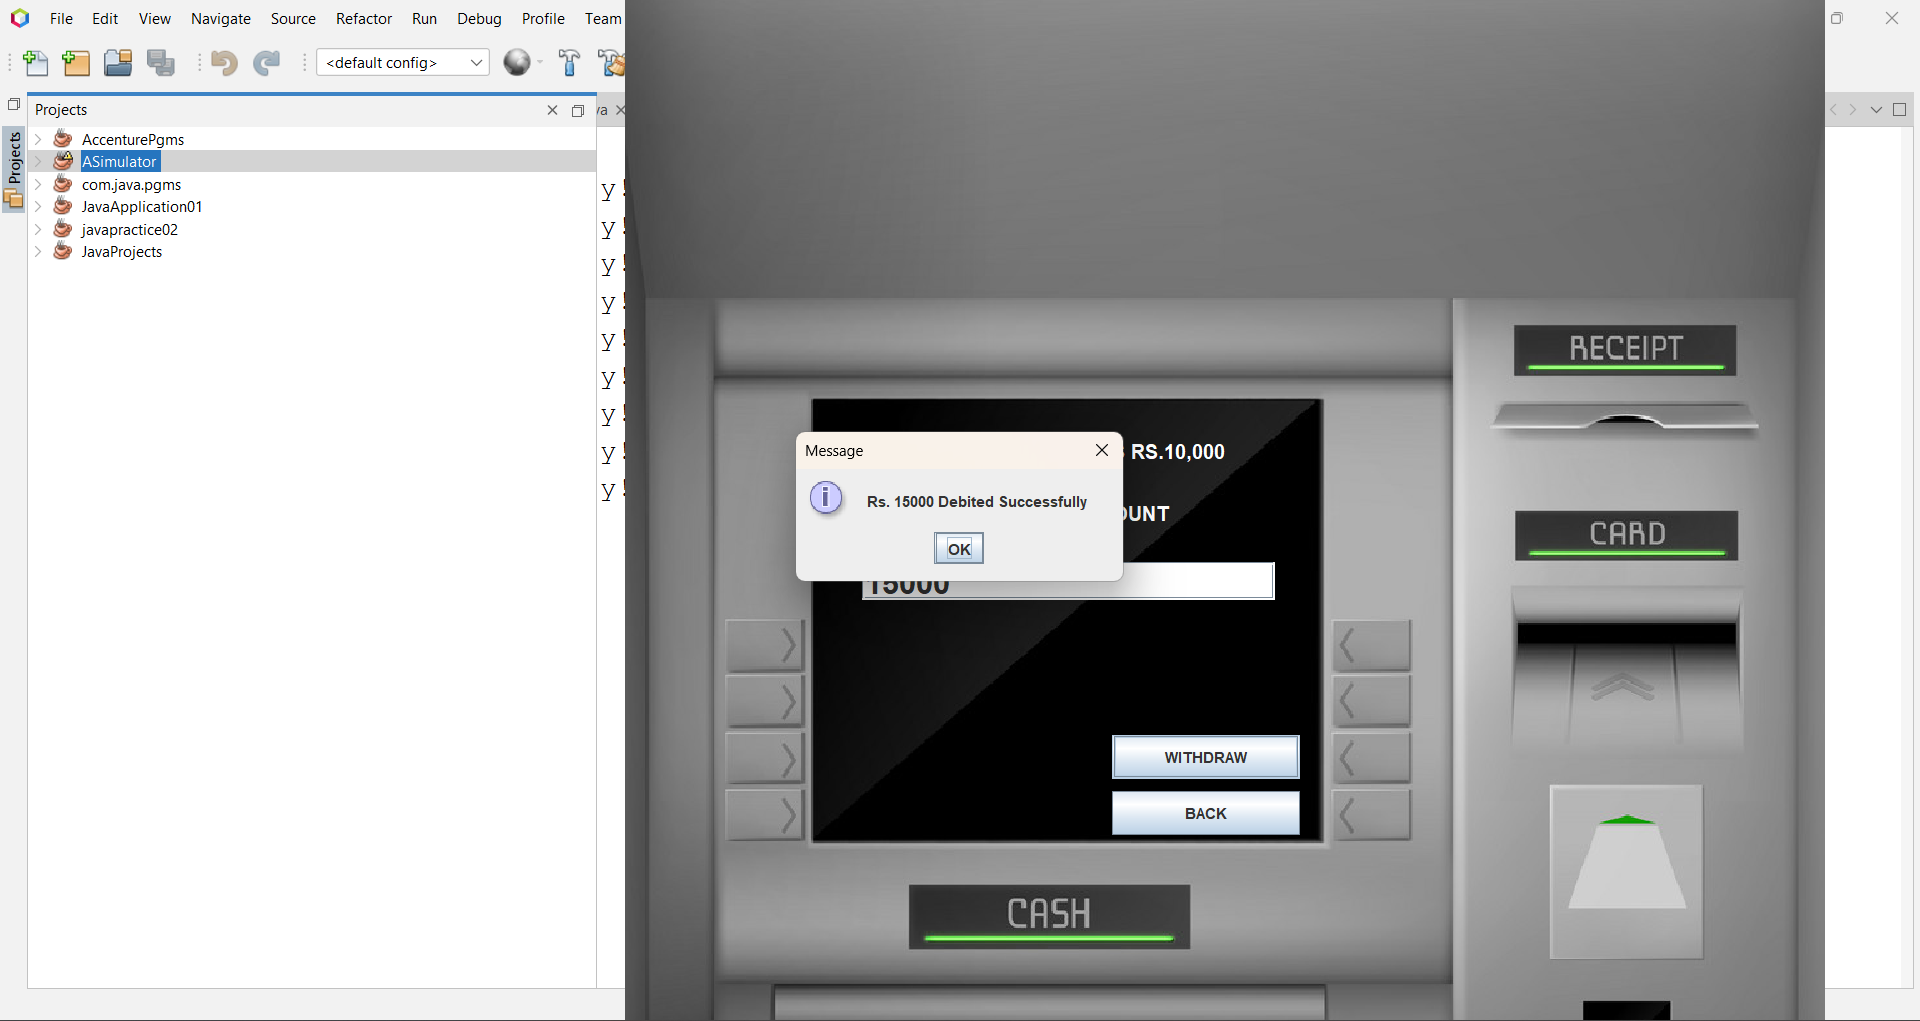 File Edit View Navigate Source Refactor Run Debug Profile Team
<default config>
Projects
va
Projects
AccenturePgms
ASimulator
com.java.pgms
JavaApplication01
javapractice02
JavaProjects
y!
y!
y!
y!
y!
y!
y!
y!
y!
RS.10,000
OUNT
Message
Rs. 15000 Debited Successfully
OK
15000
WITHDRAW
BACK
CASH
RECEIPT
CARD